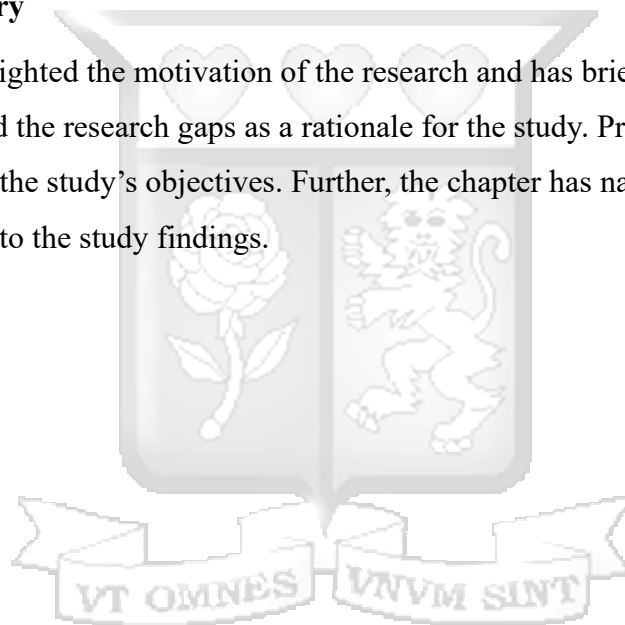 ry
ighted the motivation of the research and has brie
d the research gaps as a rationale for the study. Pr
the study’s objectives. Further, the chapter has na
to the study findings.
VT OMNES VNVM SINT